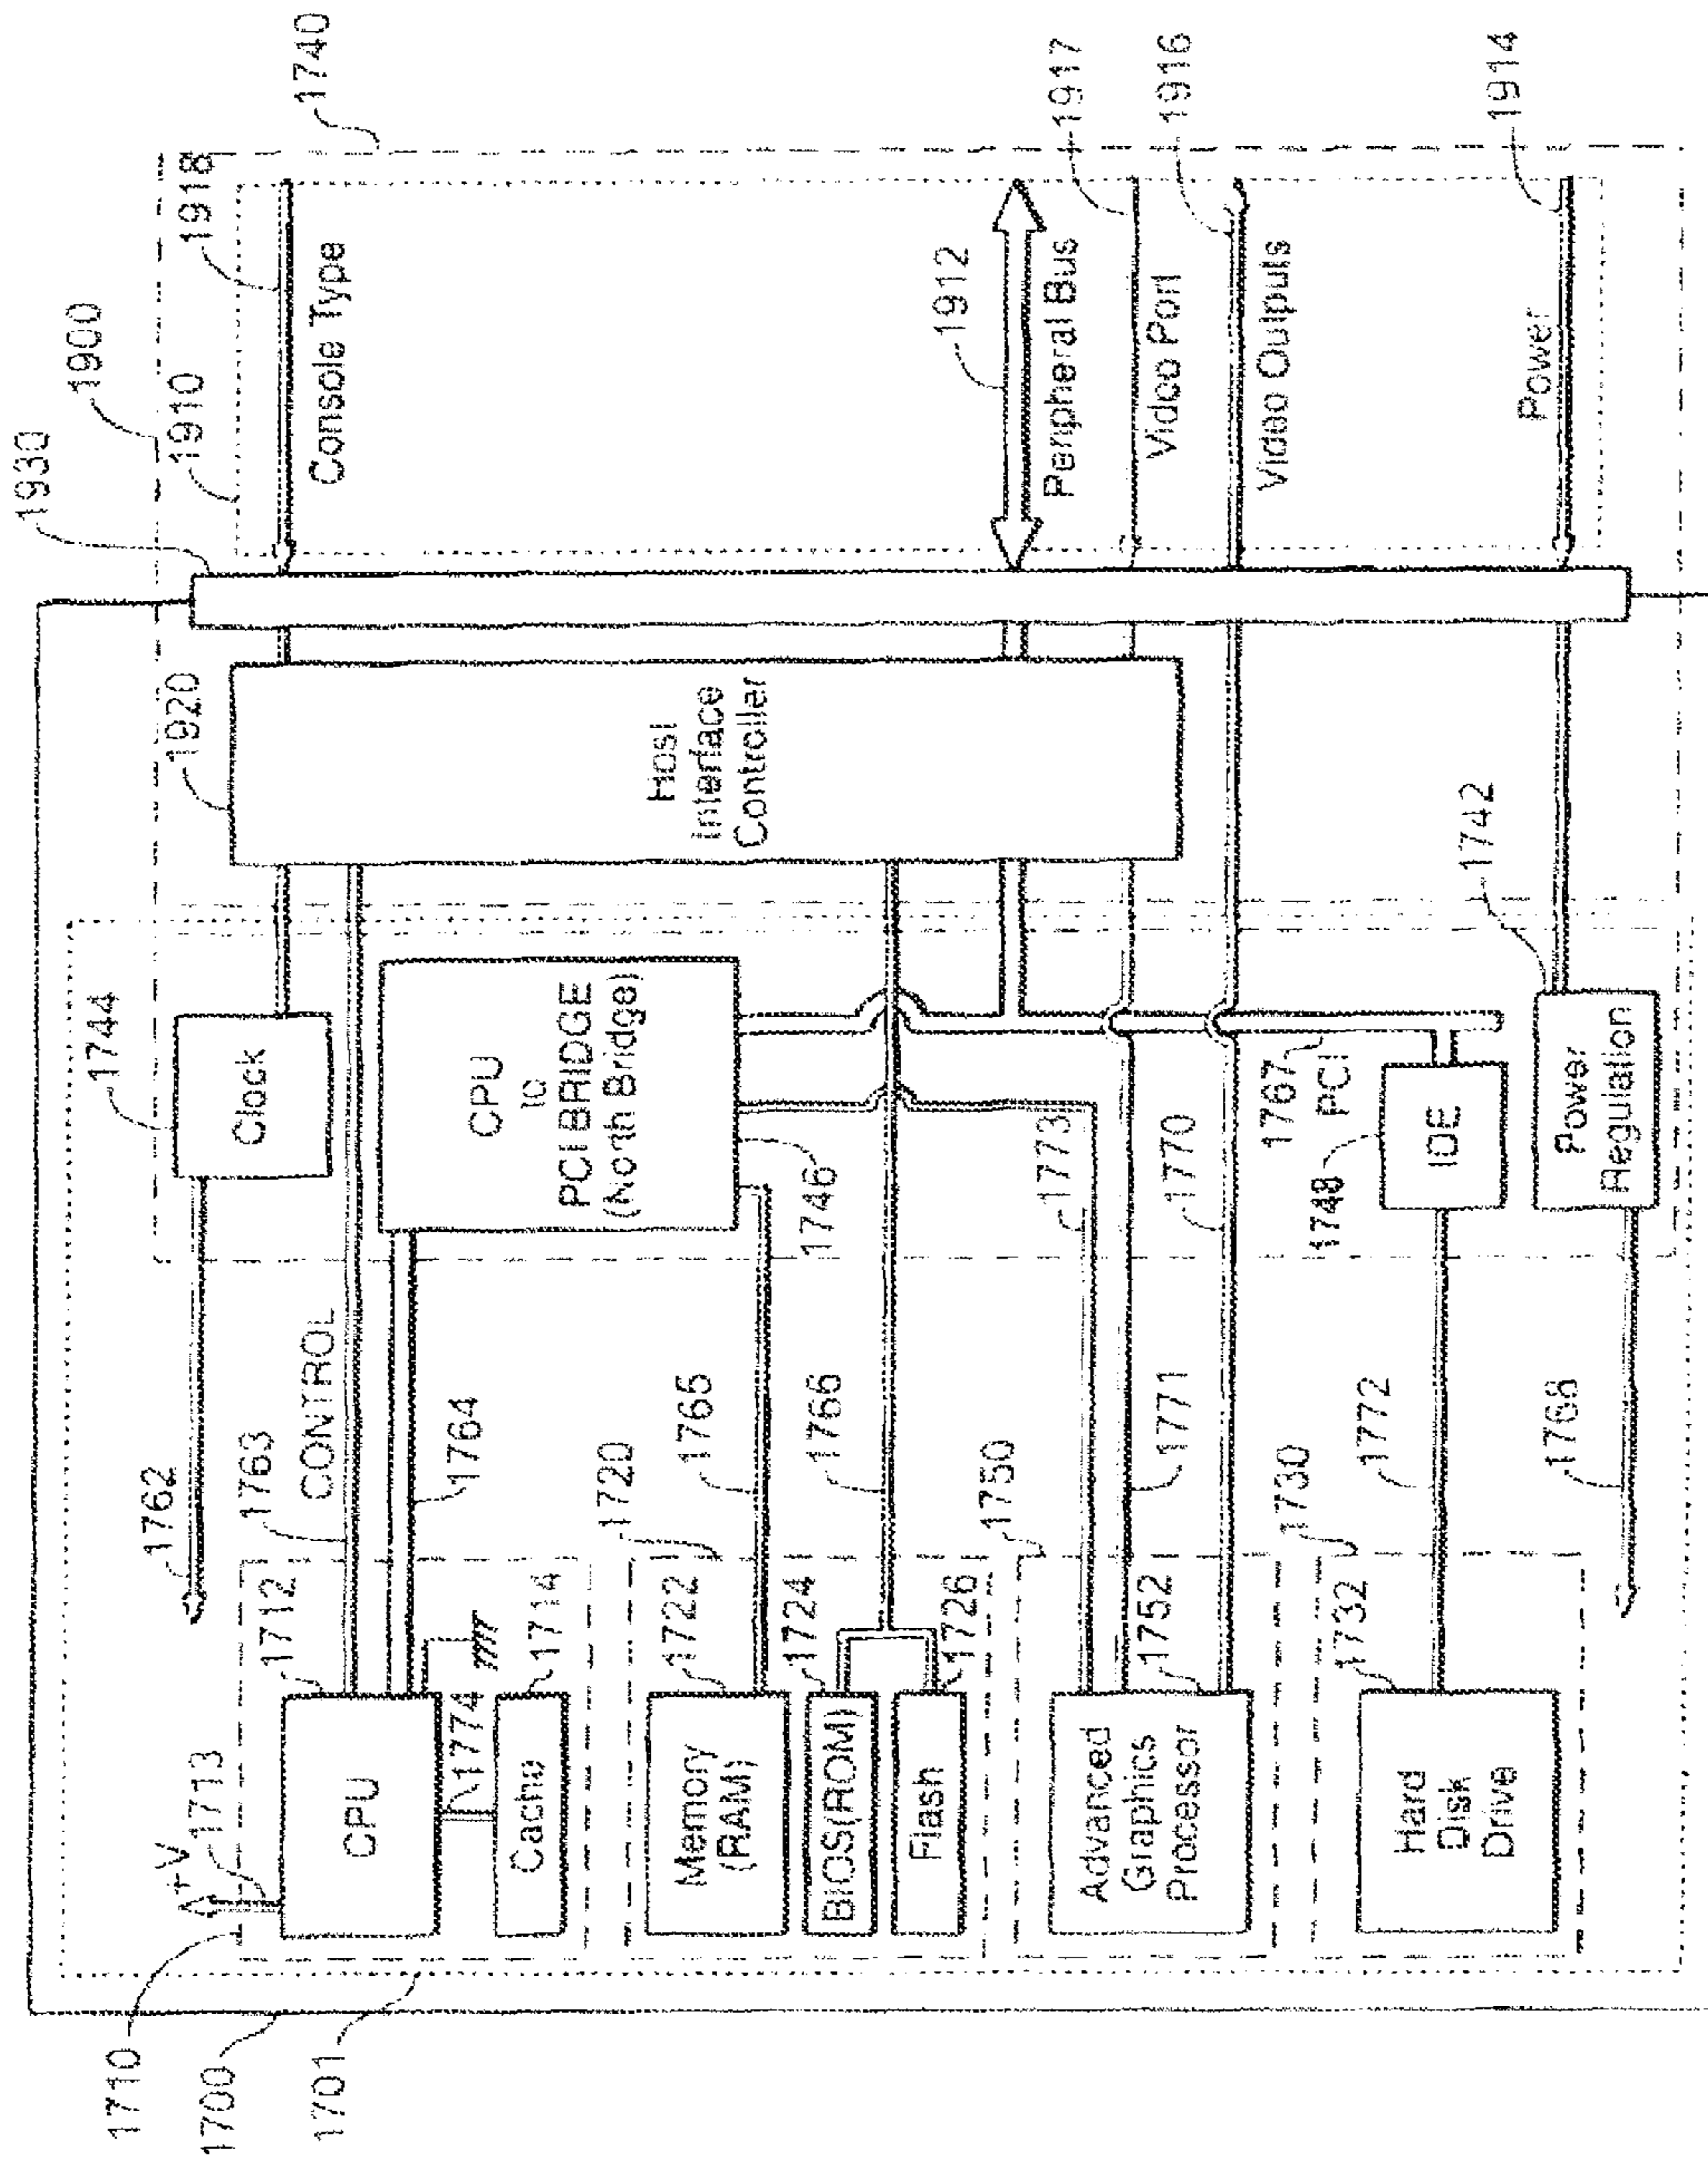 1710
1700
1701
A+V
1713
1712
1762
1763
CONTROL
1744
Clock
1920
1930
1910
1900
1918
1740
Console Type
CPU
1774
Cache
1714
1764
CPU
to
PCI BRIDGE
(North Bridge)
1746
Host
Interface
Controller
1912
Peripheral Bus
1917
Video Port
1916
Video Outputs
1914
Power
1720
1722
1765
Memory
(RAM)
1724
1766
BIOS(ROM)
Flash
1726
1750
1773
Advanced
Graphics
Processor
1752
1771
1770
1730
1732
1772
Hard
Disk
Drive
1767
PCI
1748
IDE
1742
Power
Regulation
1768